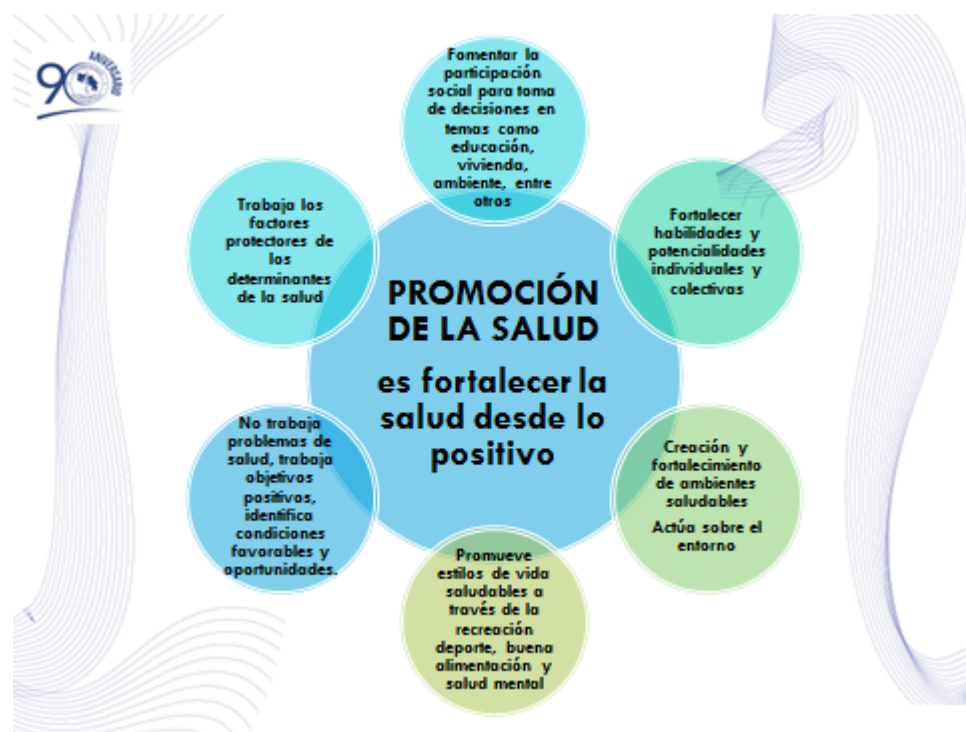 90
ANIVERSARIO
Fomentar la
participación
social para toma
de decisiones en
temas como
educación,
vivienda,
ambiente, entre
otros
Trabaja los
factores
protectores de
los
determinantes
de la salud
Fortalecer
habilidades y
potencialidades
individuales y
colectivas
PROMOCIÓN
DE LA SALUD
es fortalecer la
salud desde lo
positivo
No trabaja
problemas de
salud, trabaja
objetivos
positivos,
identifica
condiciones
favorables y
oportunidades.
Creación y
fortalecimiento
de ambientes
saludables
Actúa sobre el
entorno
Promueve
estilos de vida
saludables a
través de la
recreación
deporte, buena
alimentación y
salud mental